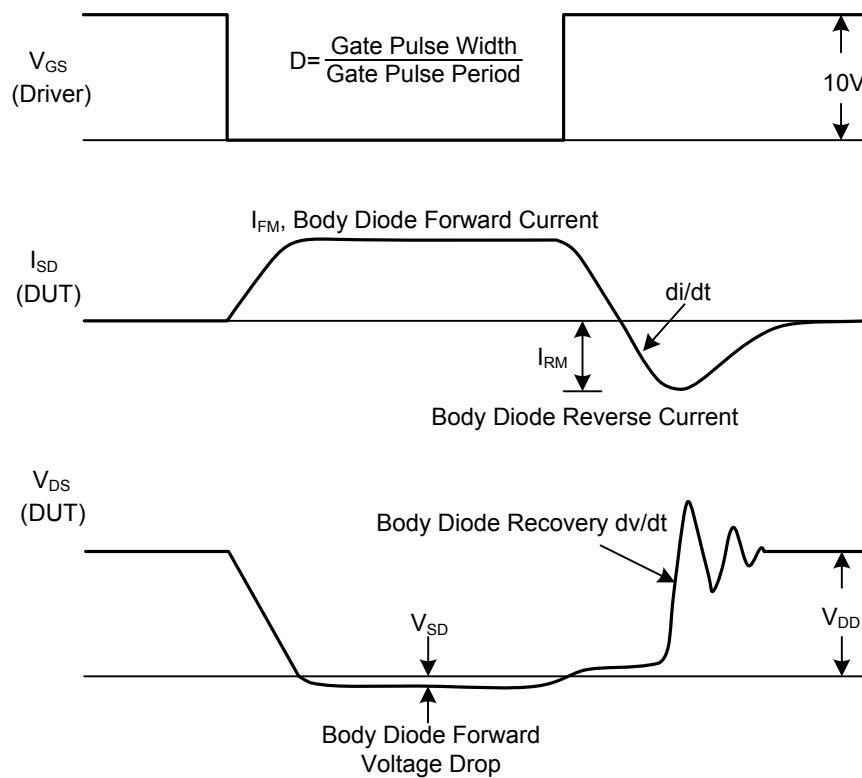 V_GS
(Driver)
D= Gate Pulse Width
Gate Pulse Period
10V
I_FM, Body Diode Forward Current
I_SD
(DUT)
di/dt
I_RM
Body Diode Reverse Current
V_DS
(DUT)
Body Diode Recovery dv/dt
V_SD
V_DD
Body Diode Forward
Voltage Drop